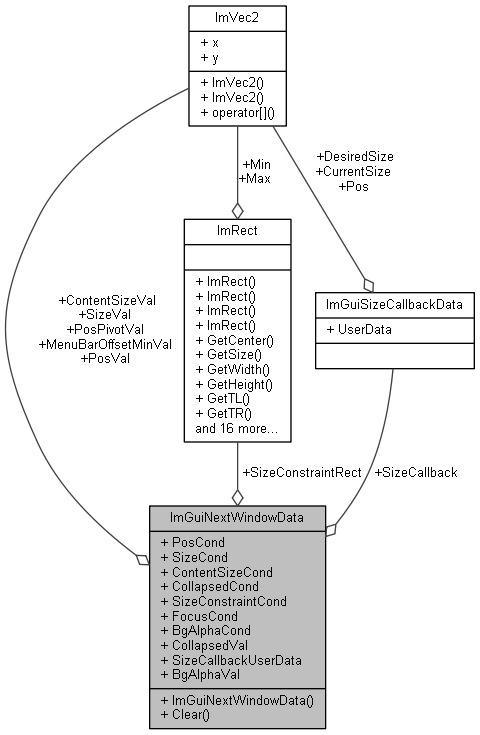 ImVec2
+ x
+ y
+ ImVec2()
+ ImVec2()
+ operator[]()
+DesiredSize
+CurrentSize
+Pos
+Min
+Max
ImRect
+ ImRect()
+ ImRect()
+ ImRect()
+ ImRect()
+ GetCenter()
+ GetSize()
+ GetWidth()
+ GetHeight()
+ GetTL()
+ GetTR()
and 16 more...
ImGuiSizeCallbackData
+ UserData
+ContentSizeVal
+SizeVal
+PosPivotVal
+MenuBarOffsetMinVal
+PosVal
+SizeConstraintRect
+SizeCallback
ImGuiNextWindowData
+ PosCond
+ SizeCond
+ ContentSizeCond
+ CollapsedCond
+ SizeConstraintCond
+ FocusCond
+ BgAlphaCond
+ CollapsedVal
+ SizeCallbackUserData
+ BgAlphaVal
+ ImGuiNextWindowData()
+ Clear()